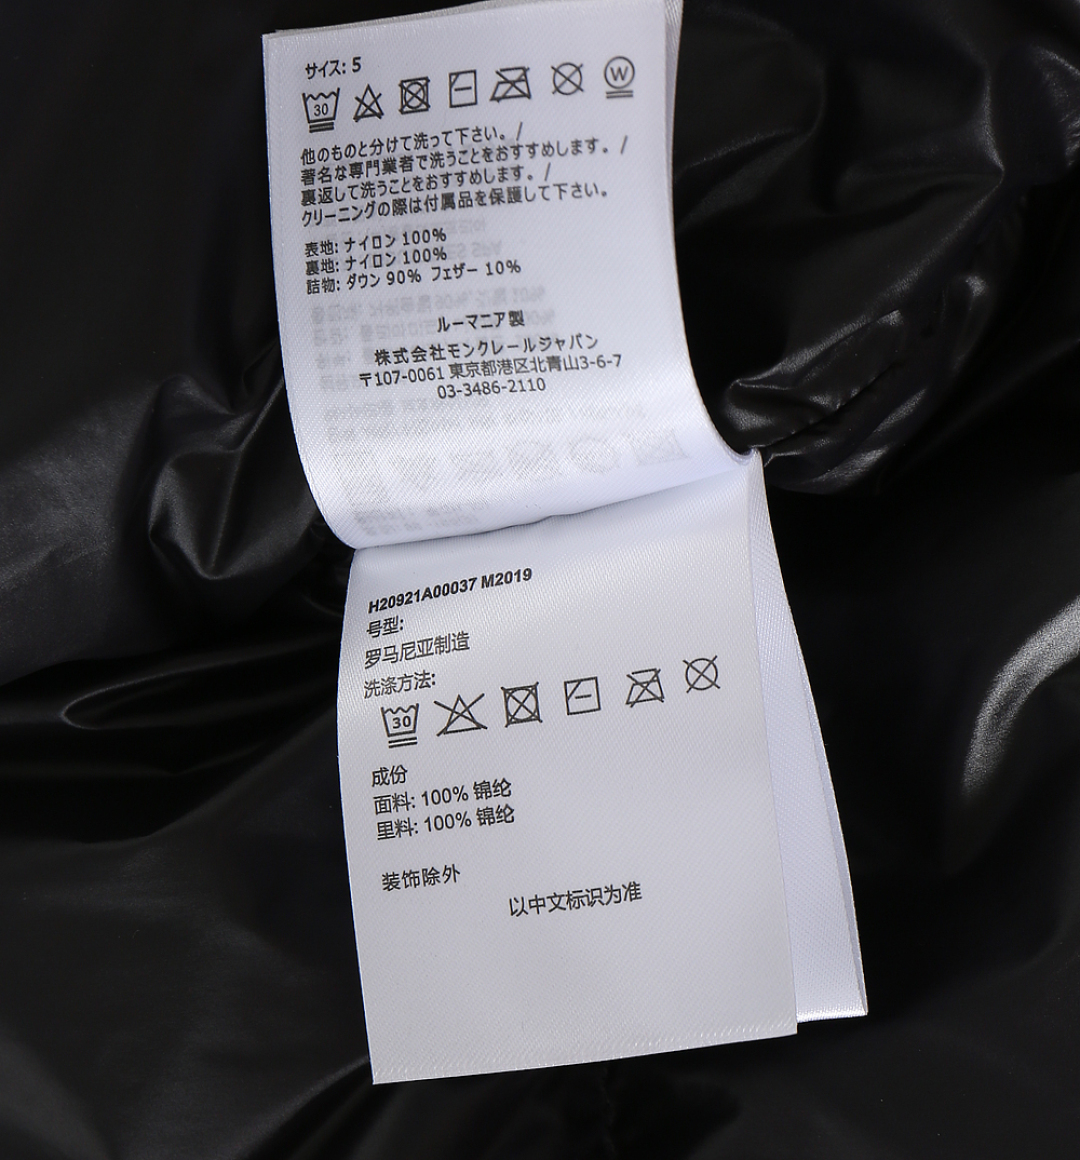 サイズ: 5
30
W
他のものと分けて洗って下さい。/
著名な専門業者で洗うことをおすすめします。/
裏返して洗うことをおすすめします。/
クリーニングの際は付属品を保護して下さい。
表地: ナイロン 100%
裏地: ナイロン 100%
詰物: ダウン 90% フェザー 10%
ルーマニア製
株式会社モンクレールジャパン
〒107-0061 東京都港区北青山3-6-7
03-3486-2110
H20921A00037 M2019
号型:
罗马尼亚制造
洗涤方法:
30
成份
面料: 100% 锦纶
里料: 100% 锦纶
装饰除外
以中文标识为准